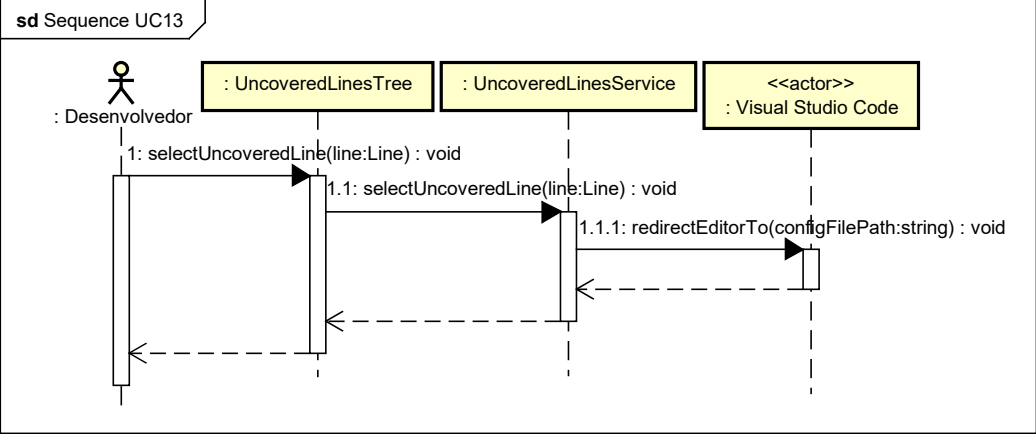 sd Sequence UC13
: Desenvolvedor
: UncoveredLinesTree
: UncoveredLinesService
<<actor>>
: Visual Studio Code
1: selectUncoveredLine(line:Line) : void
1.1: selectUncoveredLine(line:Line) : void
1.1.1: redirectEditorTo(configFilePath:string) : void